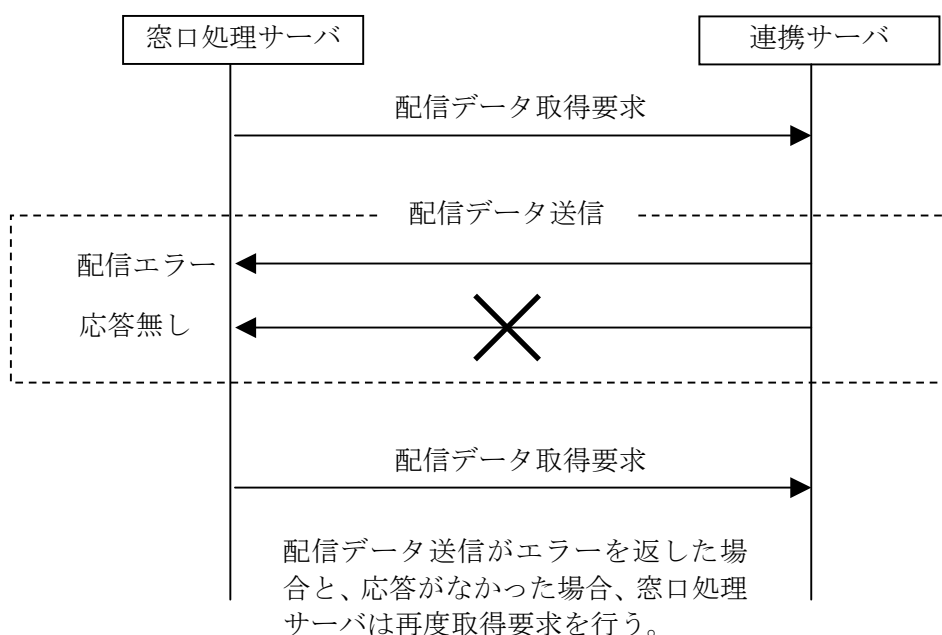 窓口処理サーバ
連携サーバ
配信データ取得要求
配信データ送信
配信エラー
応答無し
配信データ取得要求
配信データ送信がエラーを返した場
合と、応答がなかった場合、窓口処理
サーバは再度取得要求を行う。